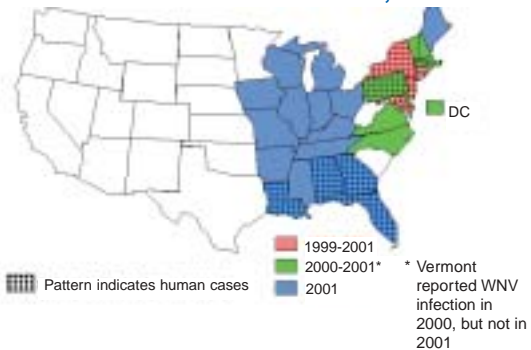 DC
1999-2001
2000-2001*
2001
Pattern indicates human cases
* Vermont
reported WNV
infection in
2000, but not in
2001